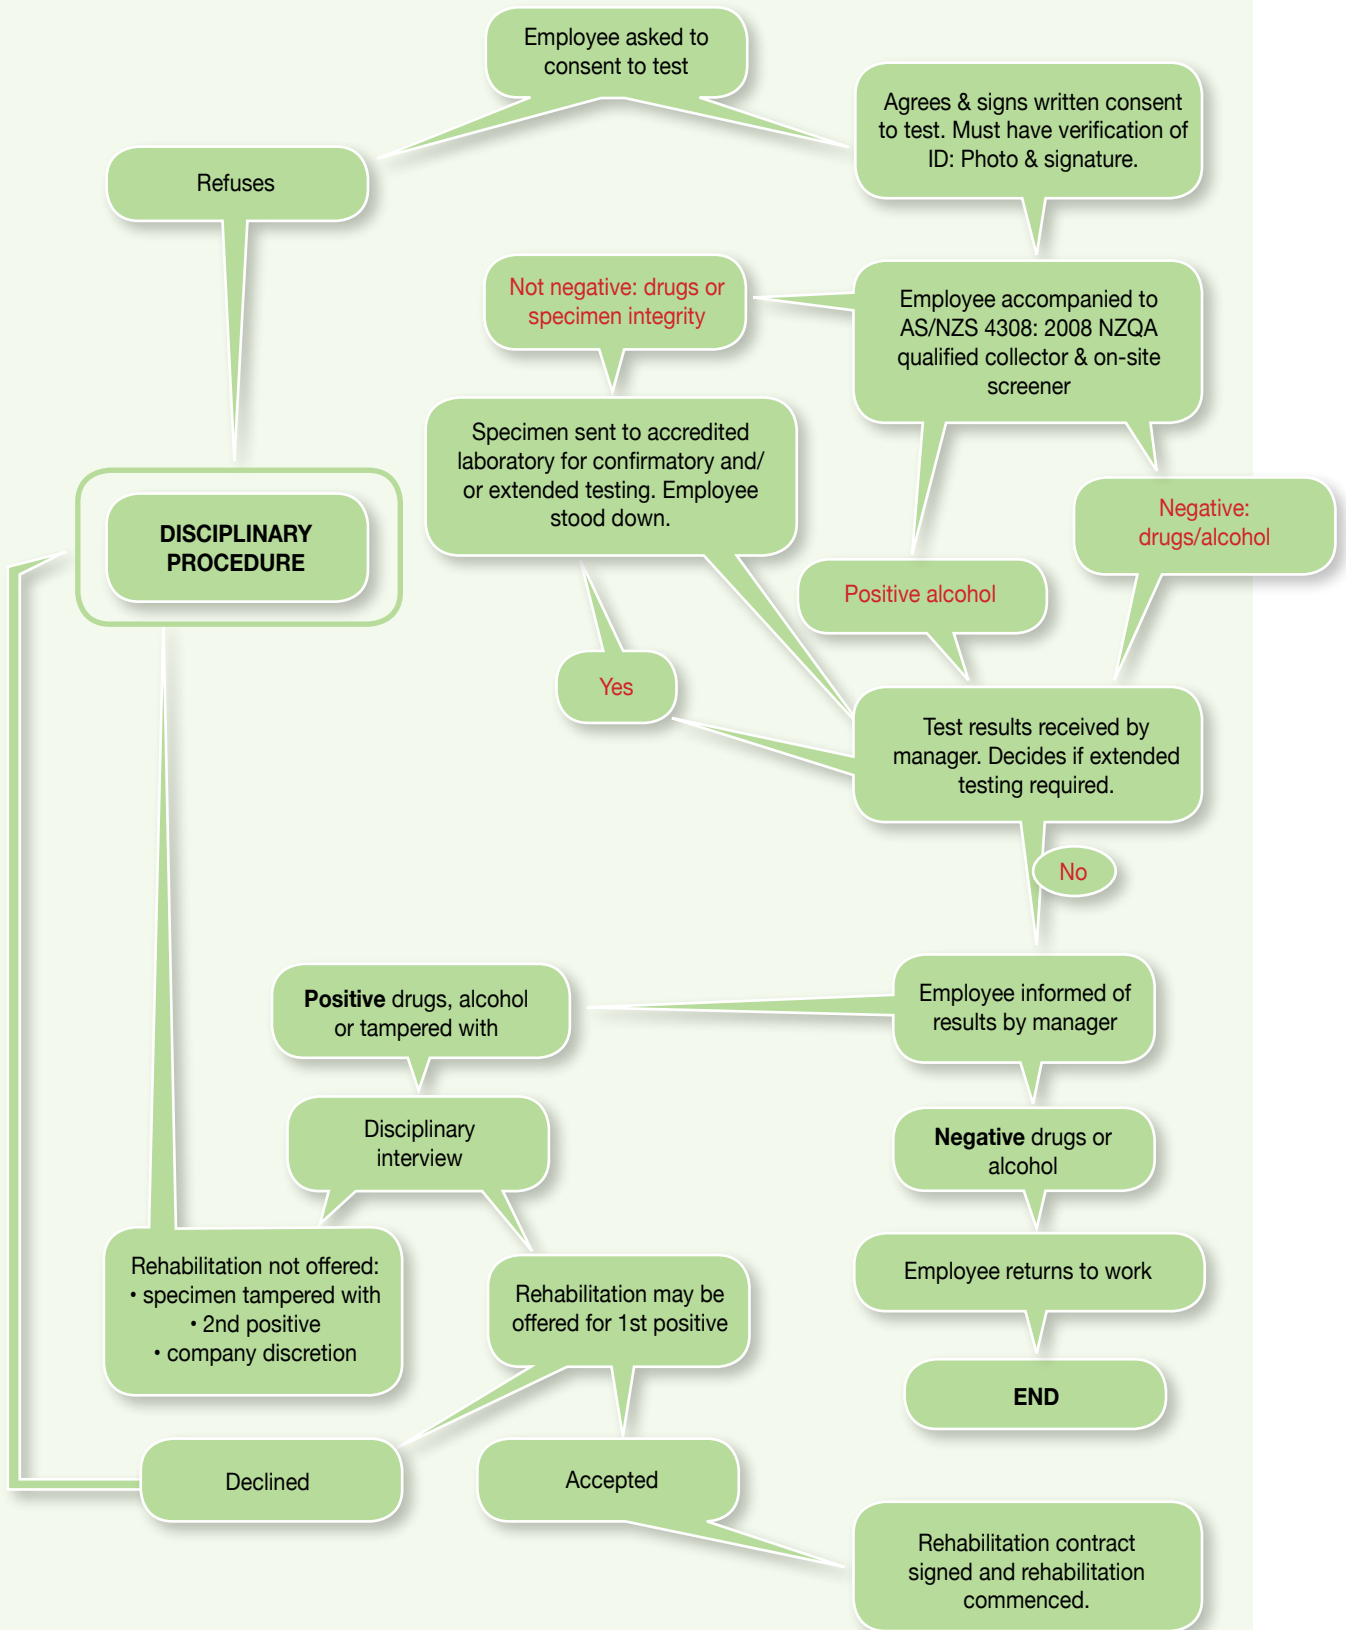 Employee asked to
consent to test
Agrees & signs written consent
to test. Must have verification of
ID: Photo & signature.
Refuses
Not negative: drugs or
specimen integrity
Employee accompanied to
AS/NZS 4308: 2008 NZQA
qualified collector & on-site
screener
Specimen sent to accredited
laboratory for confirmatory and/
or extended testing. Employee
stood down.
DISCIPLINARY
PROCEDURE
Negative:
drugs/alcohol
Positive alcohol
Yes
Test results received by
manager. Decides if extended
testing required.
No
Positive drugs, alcohol
or tampered with
Employee informed of
results by manager
Disciplinary
interview
Negative drugs or
alcohol
Rehabilitation not offered:
• specimen tampered with
• 2nd positive
• company discretion
Rehabilitation may be
offered for 1st positive
Employee returns to work
END
Declined
Accepted
Rehabilitation contract
signed and rehabilitation
commenced.